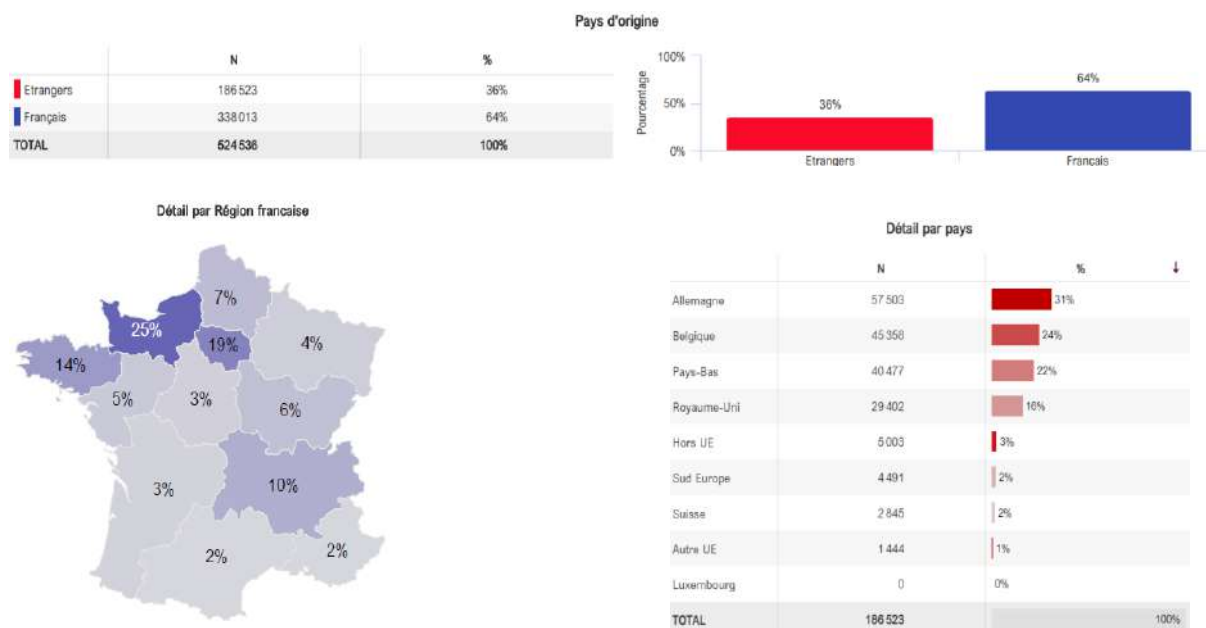 Pays d'origine
N %
Etrangers 186 523 36%
Français 338 013 64%
TOTAL 524 536 100%
Pourcentage
100%
50%
0%
36%
64%
Etrangers
Francais
Détail par Région francaise
7%
25%
19%
4%
14%
5%
3%
6%
3%
10%
2%
2%
Détail par pays
N % ↓
Allemagne 57 503 31%
Belgique 45 358 24%
Pays-Bas 40 477 22%
Royaume-Uni 29 402 16%
Hors UE 5 003 3%
Sud Europe 4 491 2%
Suisse 2 845 2%
Autre UE 1 444 1%
Luxembourg 0 0%
TOTAL 186 523 100%